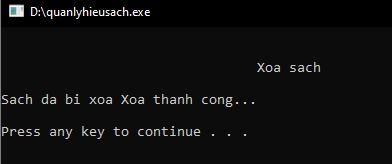 D:\quanlyhieusach.exe
Xoa sach
Sach da bi xoa Xoa thanh cong...
Press any key to continue . . .